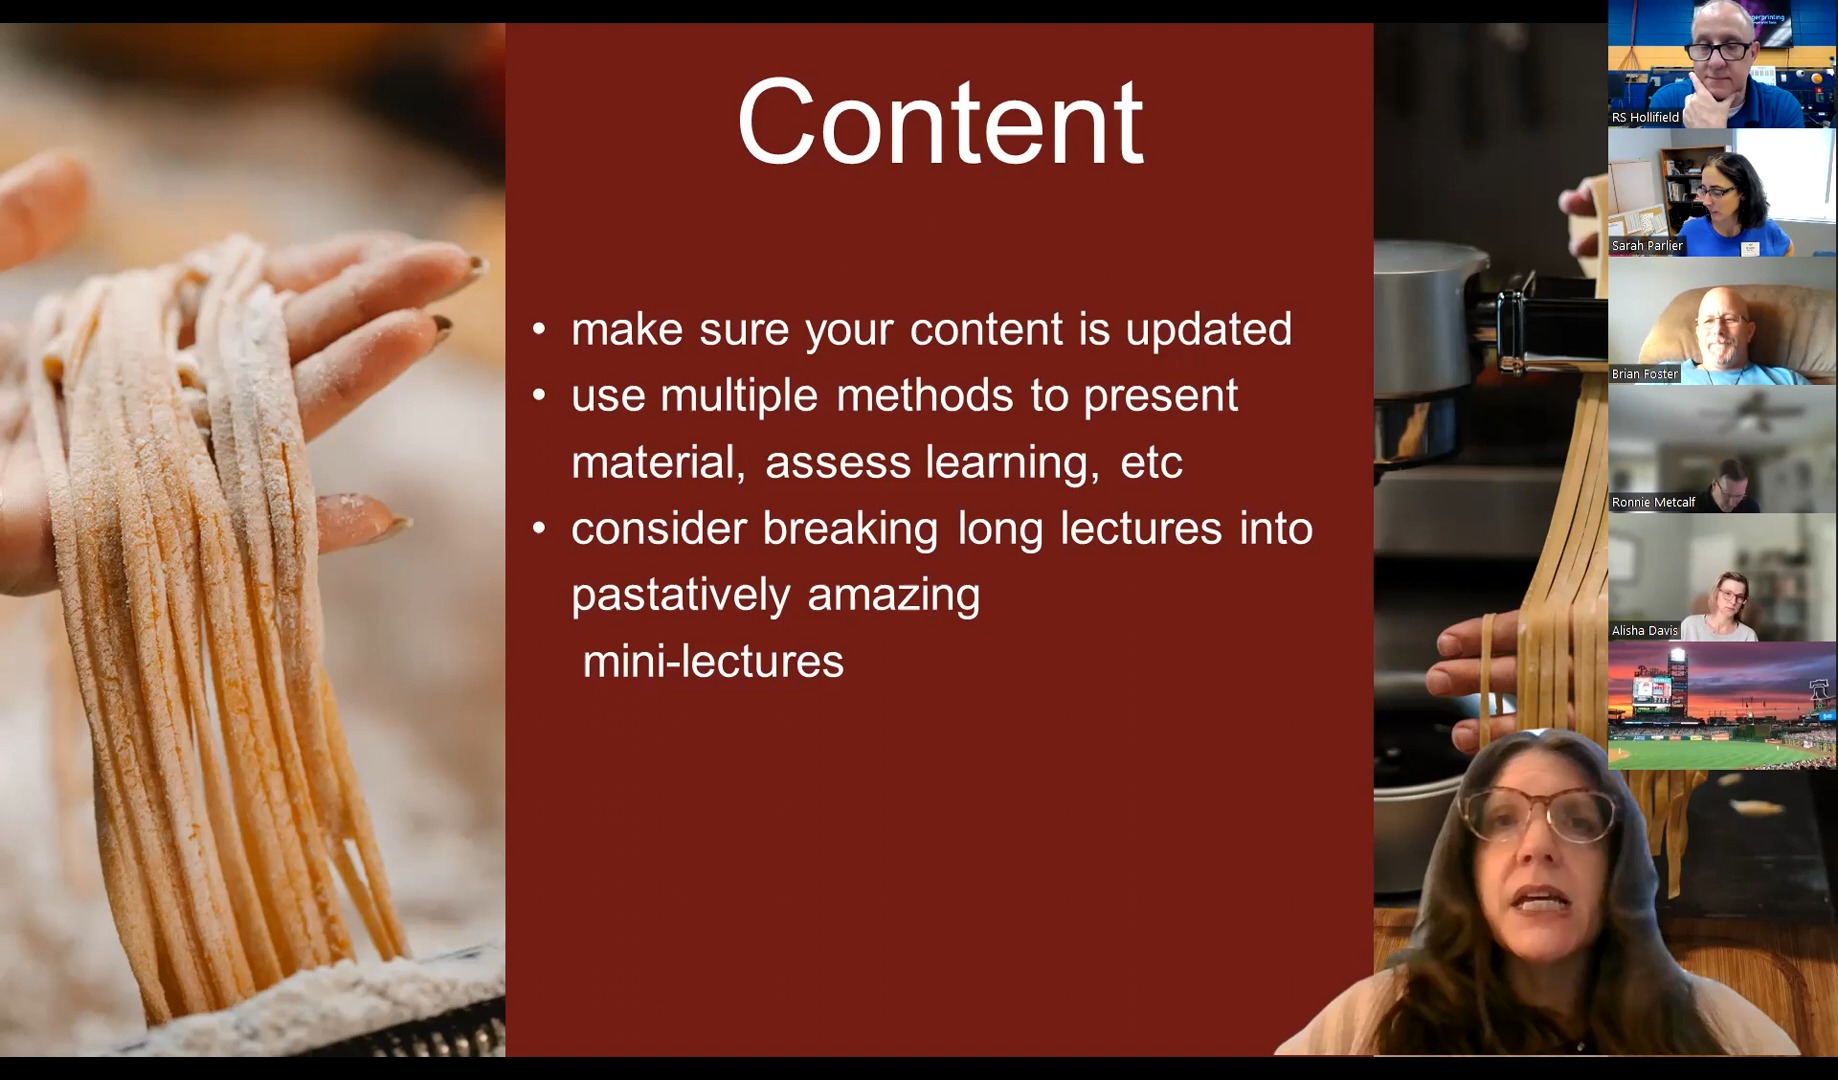 Content
• make sure your content is updated
• use multiple methods to present
material, assess learning, etc
• consider breaking long lectures into
pastatively amazing
mini-lectures
RS Hollifield
Sarah Parlier
Brian Foster
Ronnie Metcalf
Alisha Davis